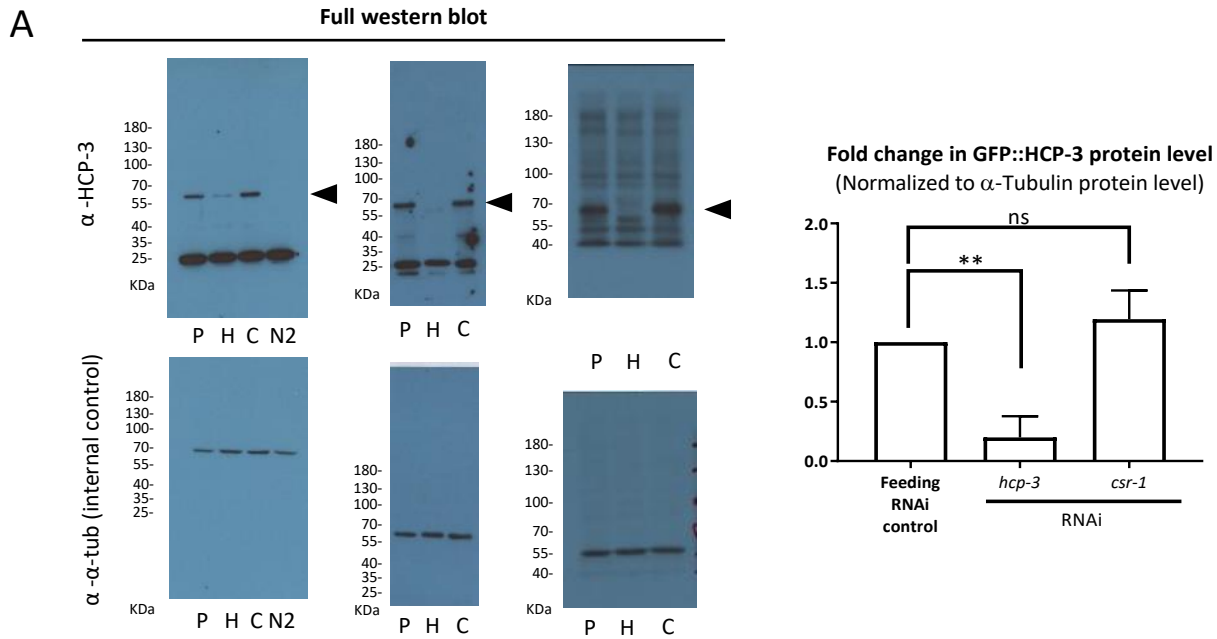 A
Full western blot
α -HCP-3
180-
130-
100-
70-
55-
40-
35-
25-
KDa
P H C N2
180-
130-
100-
70-
55-
40-
35-
25-
KDa
P H C
180-
130-
100-
70-
55-
40-
KDa
P H C
α -α-tub (internal control)
180-
130-
100-
70-
55-
40-
35-
25-
KDa
P H C N2
180-
130-
100-
70-
55-
40-
35-
25-
KDa
P H C
180-
130-
100-
70-
55-
40-
KDa
P H C
Fold change in GFP::HCP-3 protein level
(Normalized to α-Tubulin protein level)
2.0
1.5
1.0
0.5
0.0
ns
**
Feeding
RNAi
control
hcp-3
csr-1
RNAi